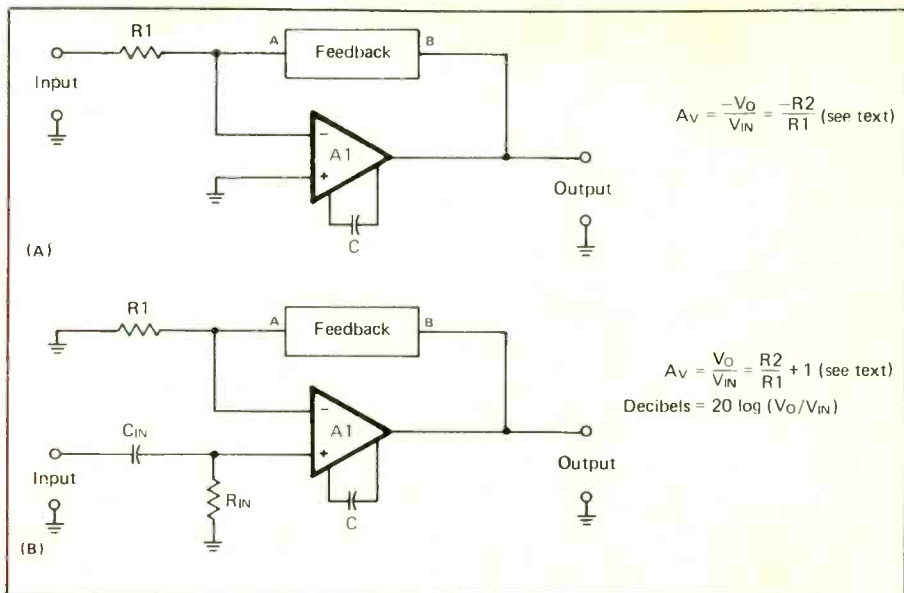 R1
A
Feedback
B
Input
−
A1
+
Output
C
(A)
Av = −Vo/VIN = −R2/R1 (see text)
R1
A
Feedback
B
−
A1
+
CIN
Input
RIN
Output
C
(B)
Av = Vo/VIN = R2/R1 + 1 (see text)
Decibels = 20 log (Vo/VIN)